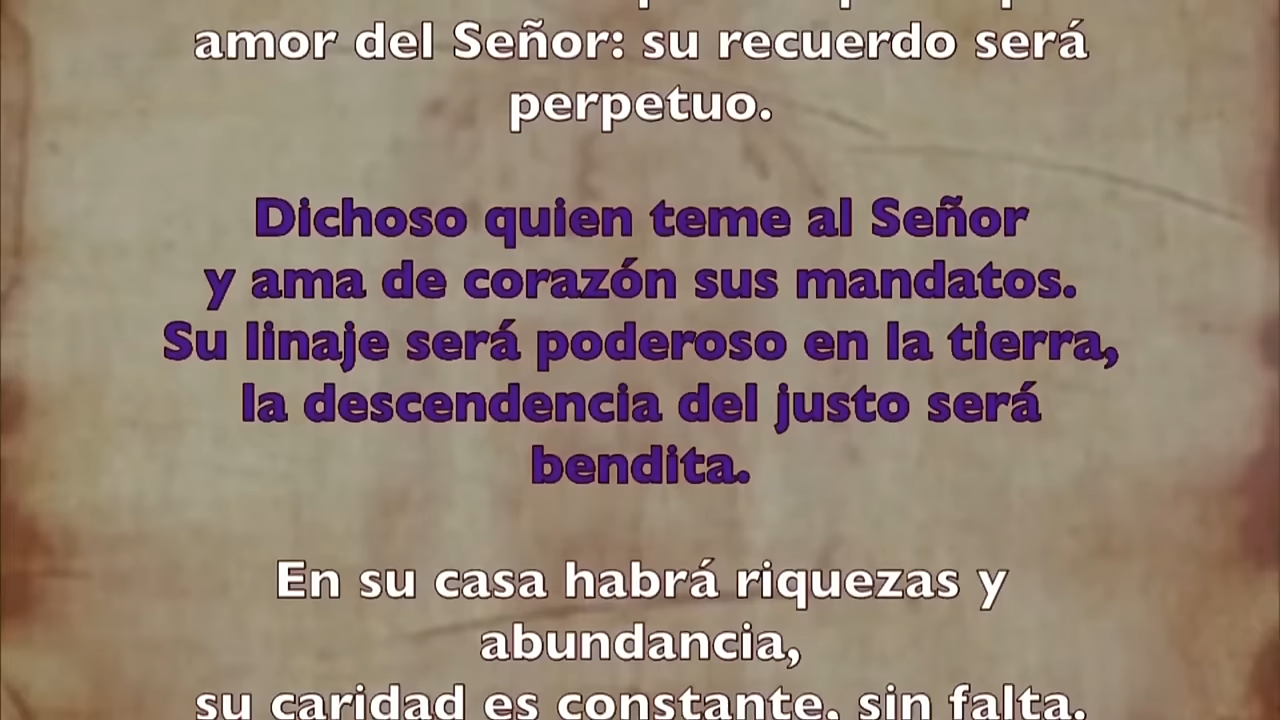 amor del Señor: su recuerdo será
perpetuo.
Dichoso quien teme al Señor
y ama de corazón sus mandatos.
Su linaje será poderoso en la tierra,
la descendencia del justo será
bendita.
En su casa habrá riquezas y
abundancia,
su caridad es constante, sin falta.